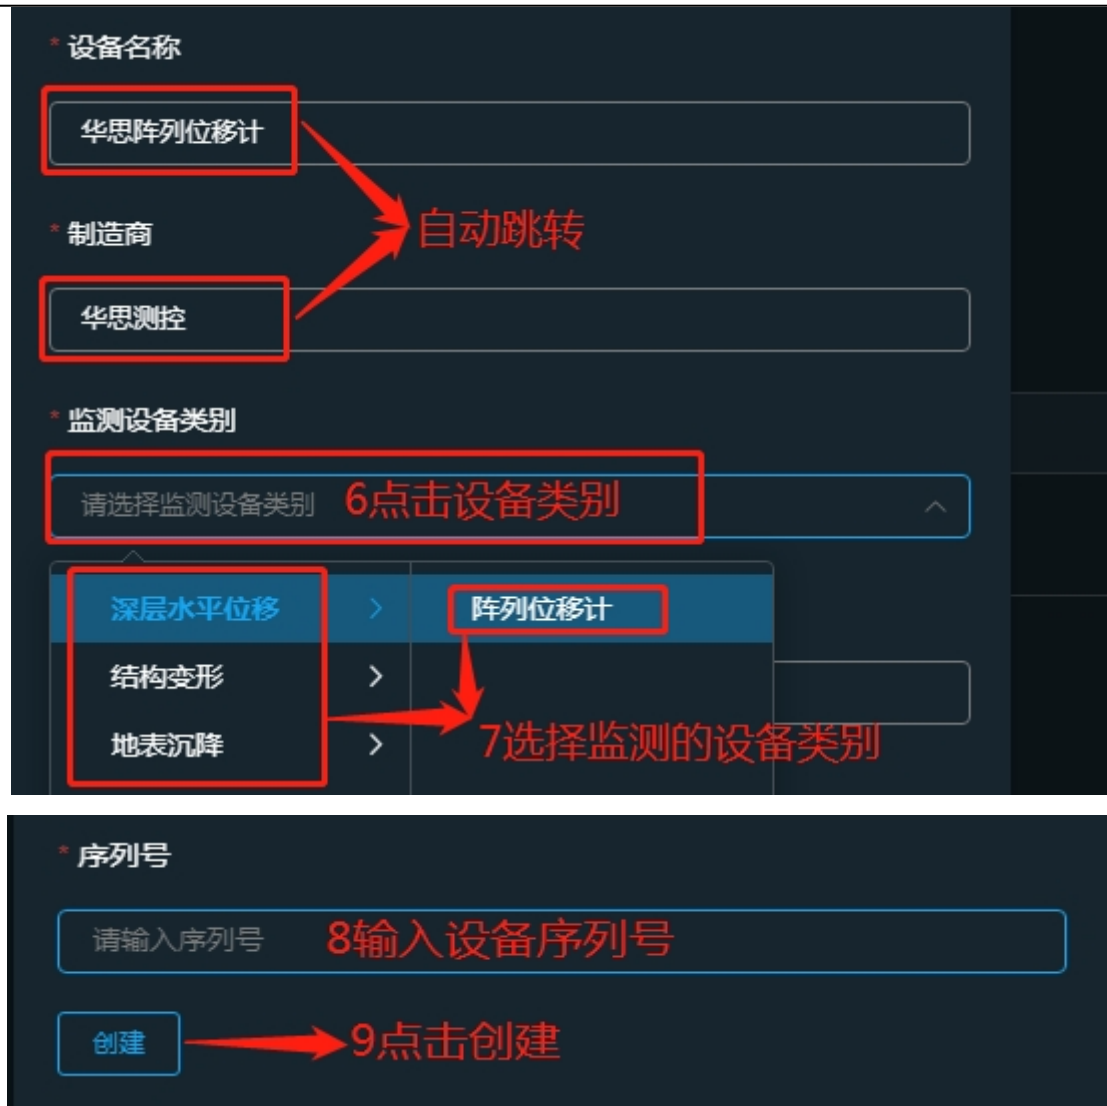 * 设备名称
华思阵列位移计
自动跳转
* 制造商
华思测控
* 监测设备类别
请选择监测设备类别 6点击设备类别
深层水平位移 > 阵列位移计
结构变形 >
地表沉降 > 7选择监测的设备类别
* 序列号
请输入序列号 8输入设备序列号
创建 9点击创建